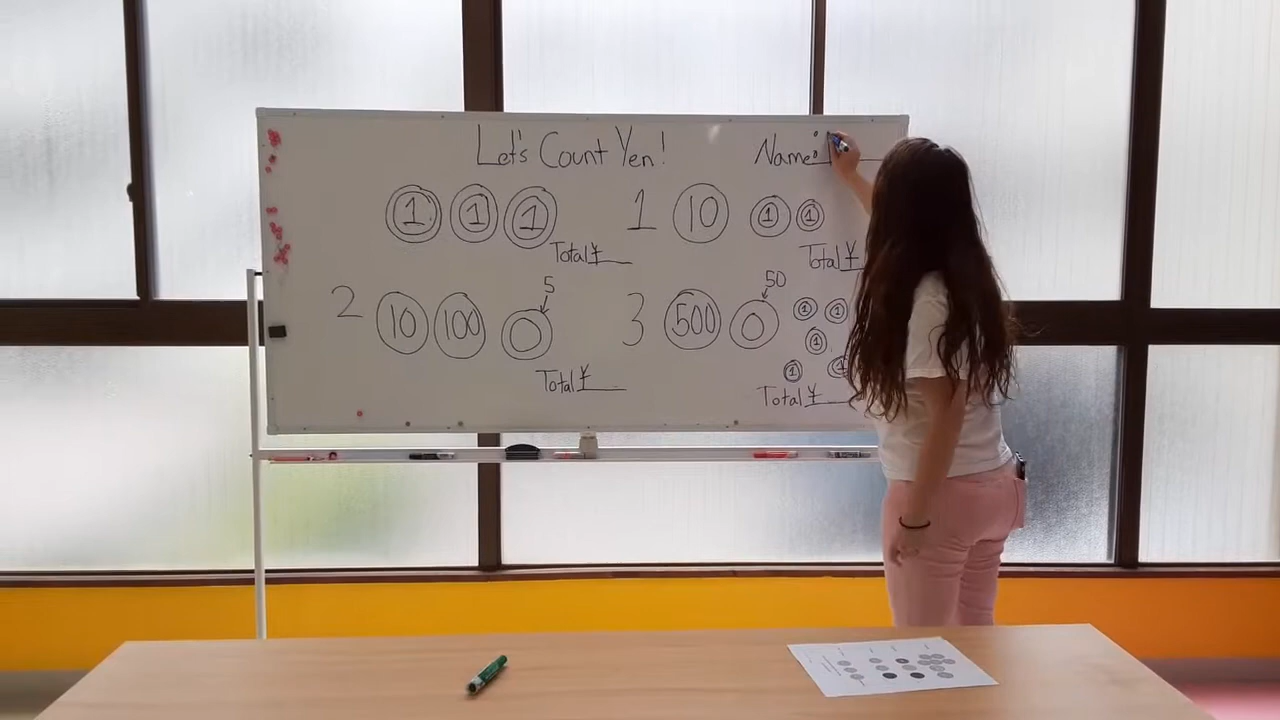 Let's Count Yen!
Name:
1 1 1
Total ¥
1 10 1 1
Total ¥
2 10 100 5
Total ¥
3 500 50 1 1 1 1 1
Total ¥